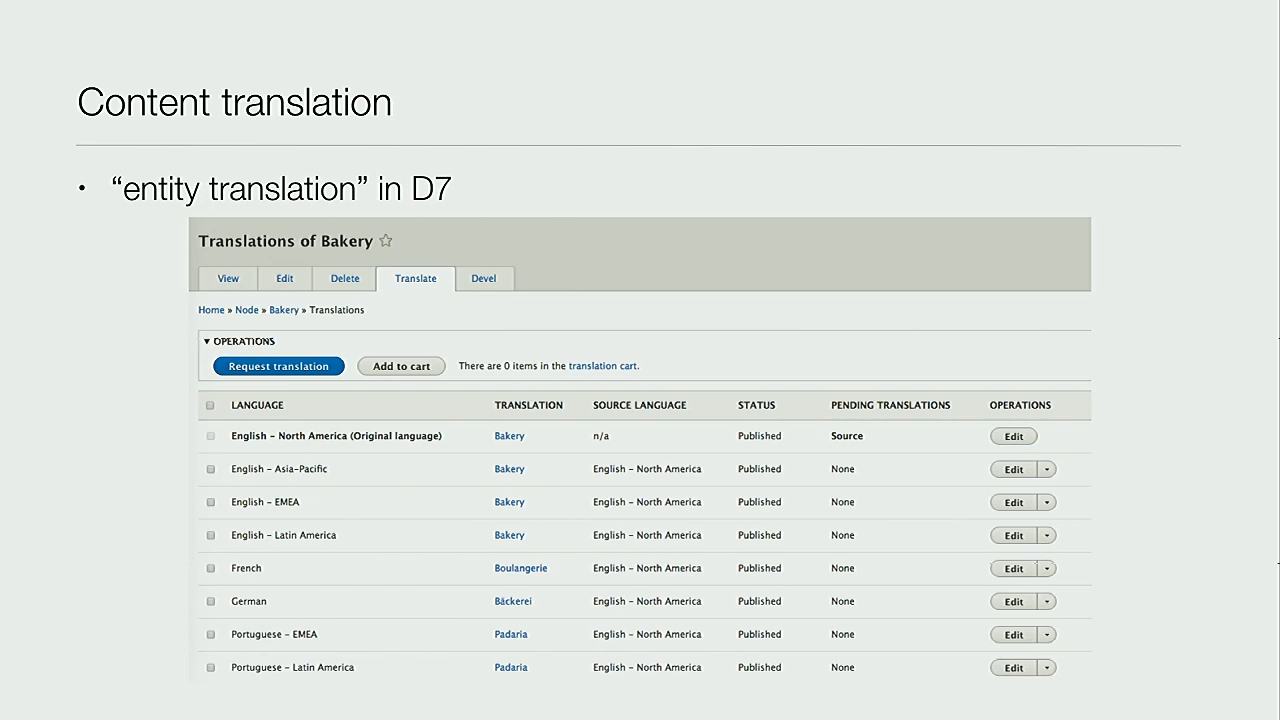 Content translation
• “entity translation” in D7
Translations of Bakery
View Edit Delete Translate Devel
Home » Node » Bakery » Translations
▼ OPERATIONS
Request translation Add to cart There are 0 items in the translation cart.
LANGUAGE TRANSLATION SOURCE LANGUAGE STATUS PENDING TRANSLATIONS OPERATIONS
English – North America (Original language) Bakery n/a Published Source Edit
English – Asia-Pacific Bakery English – North America Published None Edit
English – EMEA Bakery English – North America Published None Edit
English – Latin America Bakery English – North America Published None Edit
French Boulangerie English – North America Published None Edit
German Bäckerei English – North America Published None Edit
Portuguese – EMEA Padaria English – North America Published None Edit
Portuguese – Latin America Padaria English – North America Published None Edit